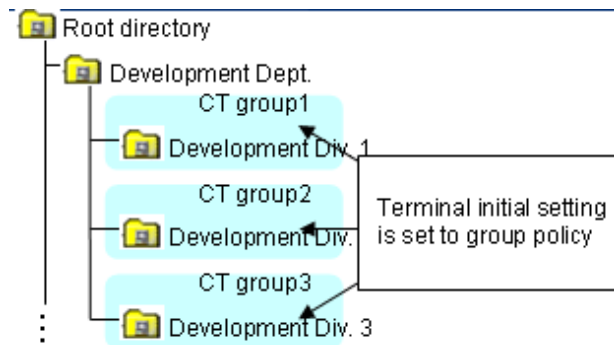 Root directory
Development Dept.
CT group1
Development Div. 1
CT group2
Development Div.
CT group3
Development Div. 3
Terminal initial setting
is set to group policy